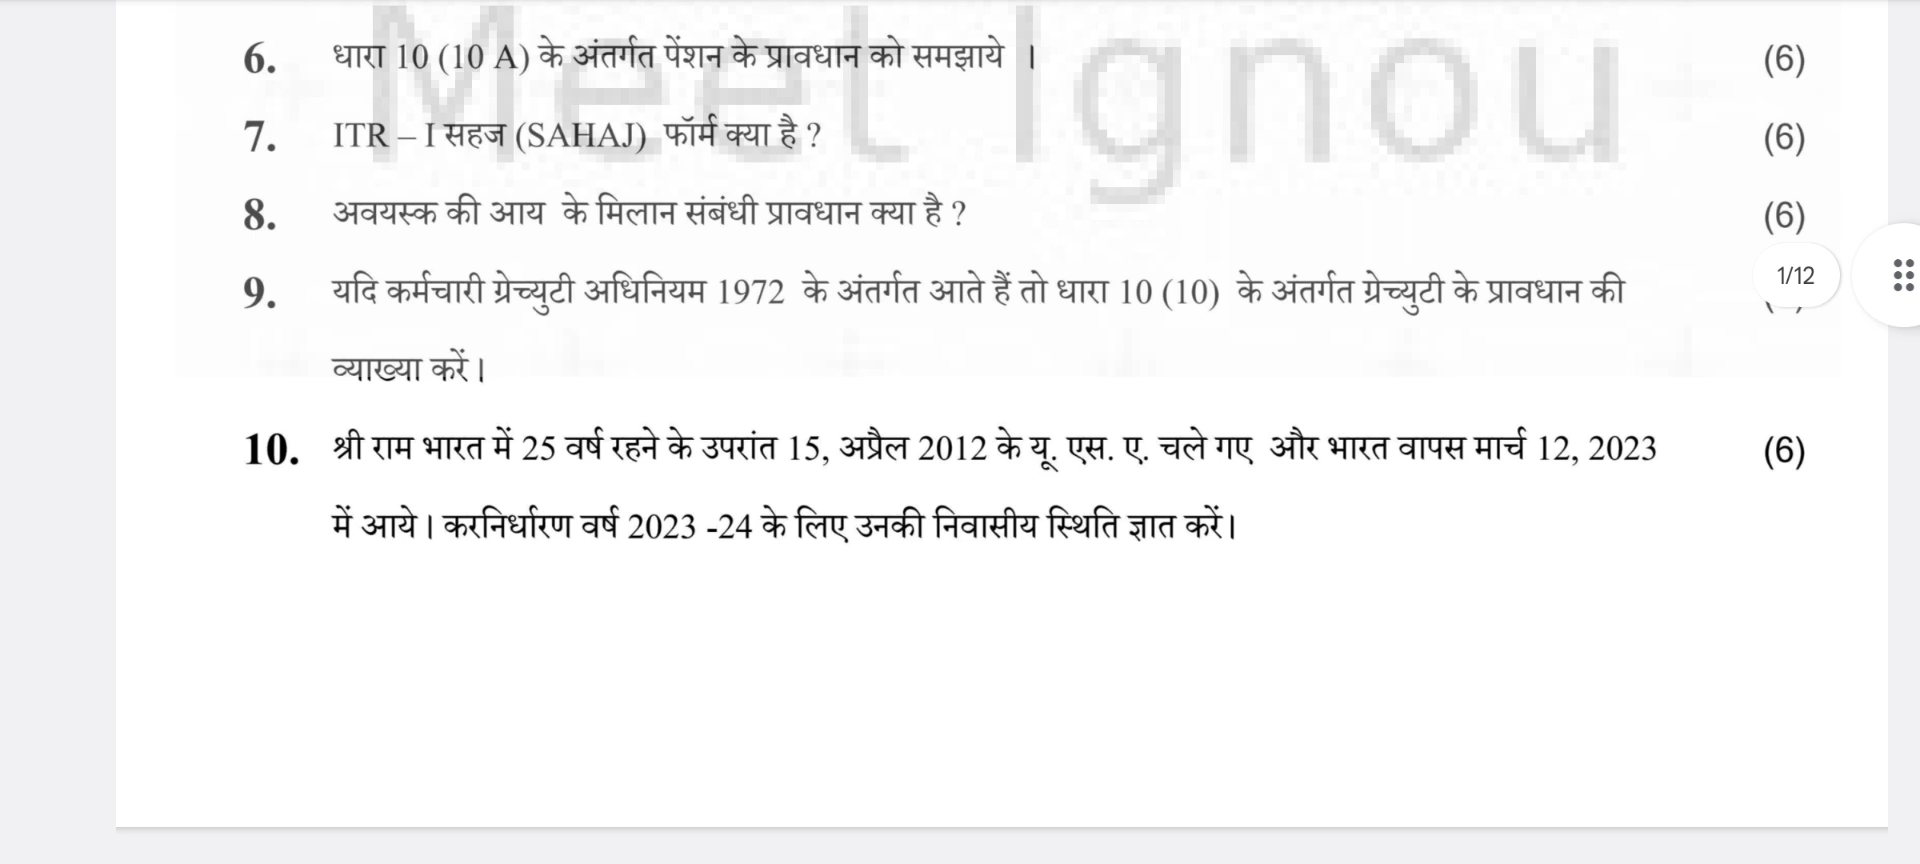 Meet Ignou
6. धारा 10 (10 A) के अंतर्गत पेंशन के प्रावधान को समझाये । (6)
7. ITR – I सहज (SAHAJ) फॉर्म क्या है ? (6)
8. अवयस्क की आय के मिलान संबंधी प्रावधान क्या है ? (6)
9. यदि कर्मचारी ग्रेच्युटी अधिनियम 1972 के अंतर्गत आते हैं तो धारा 10 (10) के अंतर्गत ग्रेच्युटी के प्रावधान की
1/12
व्याख्या करें।
10. श्री राम भारत में 25 वर्ष रहने के उपरांत 15, अप्रैल 2012 के यू. एस. ए. चले गए और भारत वापस मार्च 12, 2023 (6)
में आये। करनिर्धारण वर्ष 2023 -24 के लिए उनकी निवासीय स्थिति ज्ञात करें।